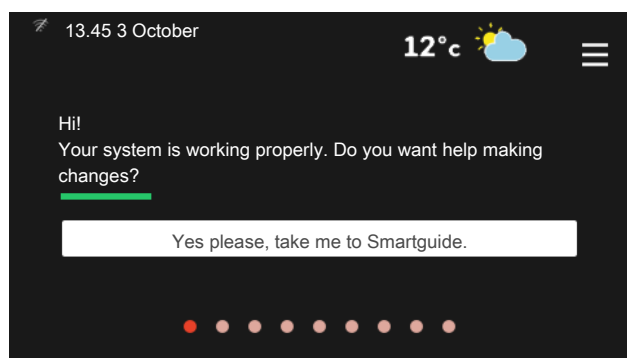 13.45 3 October
12°c
Hi!
Your system is working properly. Do you want help making
changes?
Yes please, take me to Smartguide.